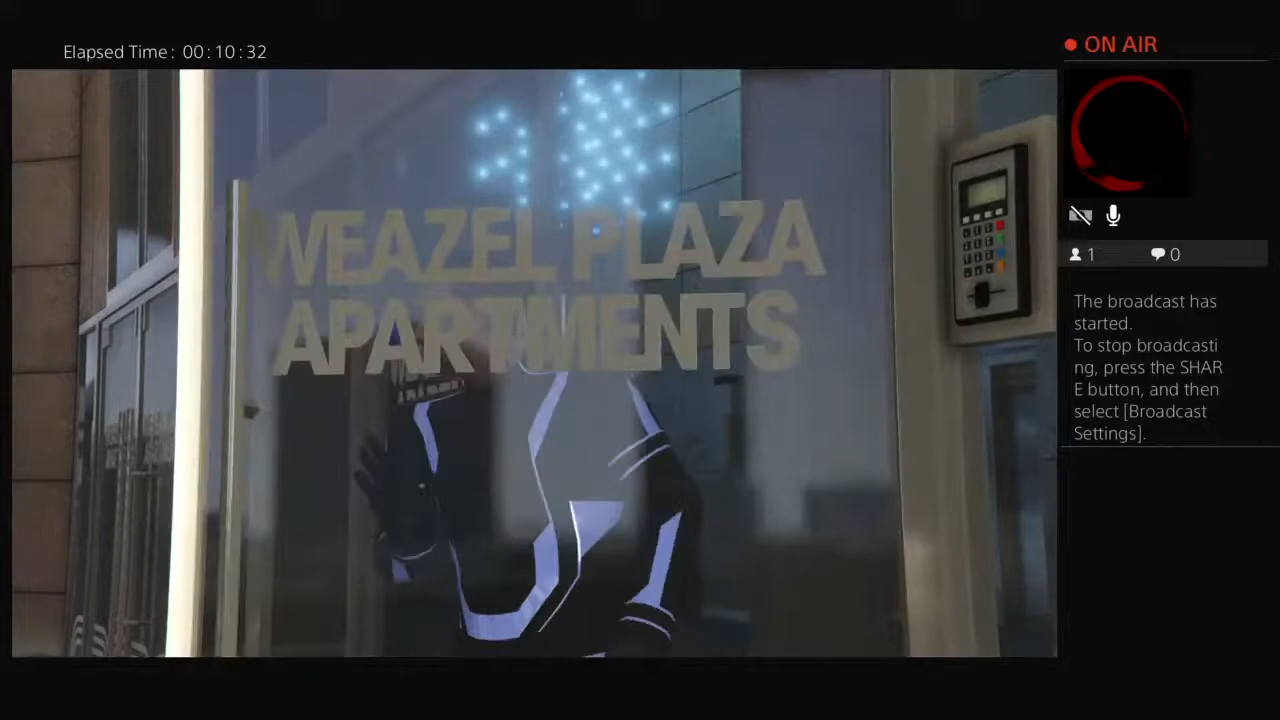 Elapsed Time: 00:10:32
ON AIR
WEAZEL PLAZA
APARTMENTS
1
0
The broadcast has
started.
To stop broadcasti
ng, press the SHAR
E button, and then
select [Broadcast
Settings].